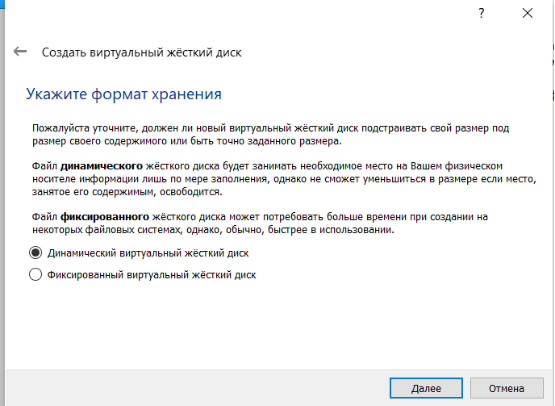 ?
Создать виртуальный жёсткий диск
Укажите формат хранения
Пожалуйста уточните, должен ли новый виртуальный жёсткий диск подстраивать свой размер под
размер своего содержимого или быть точно заданного размера.
Файл динамического жёсткого диска будет занимать необходимое место на Вашем физическом
носителе информации лишь по мере заполнения, однако не сможет уменьшиться в размере если место,
занятое его содержимым, освободится.
Файл фиксированного жёсткого диска может потребовать больше времени при создании на
некоторых файловых системах, однако, обычно, быстрее в использовании.
Динамический виртуальный жёсткий диск
Фиксированный виртуальный жёсткий диск
Далее Отмена